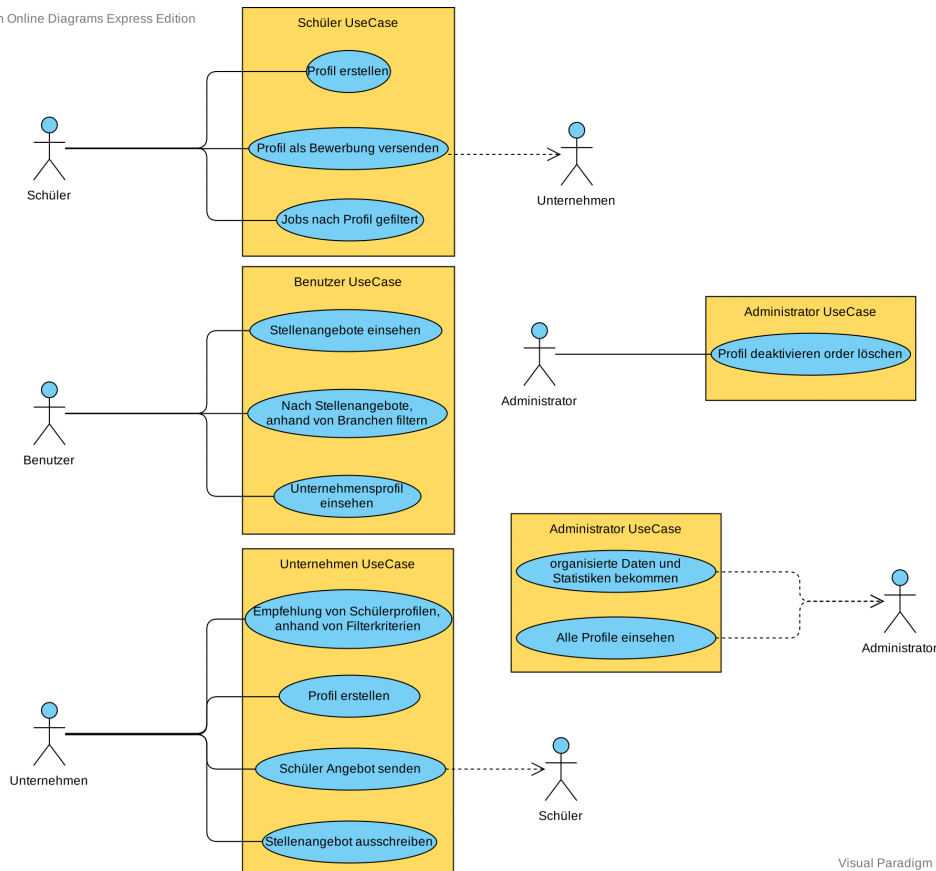 n Online Diagrams Express Edition
Schüler UseCase
Profil erstellen
Profil als Bewerbung versenden
Jobs nach Profil gefiltert
Schüler
Unternehmen
Benutzer UseCase
Stellenangebote einsehen
Nach Stellenangebote,
anhand von Branchen filtern
Unternehmensprofil
einsehen
Benutzer
Administrator UseCase
Profil deaktivieren order löschen
Administrator
Administrator UseCase
organisierte Daten und
Statistiken bekommen
Alle Profile einsehen
Administrator
Unternehmen UseCase
Empfehlung von Schülerprofilen,
anhand von Filterkriterien
Profil erstellen
Schüler Angebot senden
Stellenangebot ausschreiben
Unternehmen
Schüler
Visual Paradigm